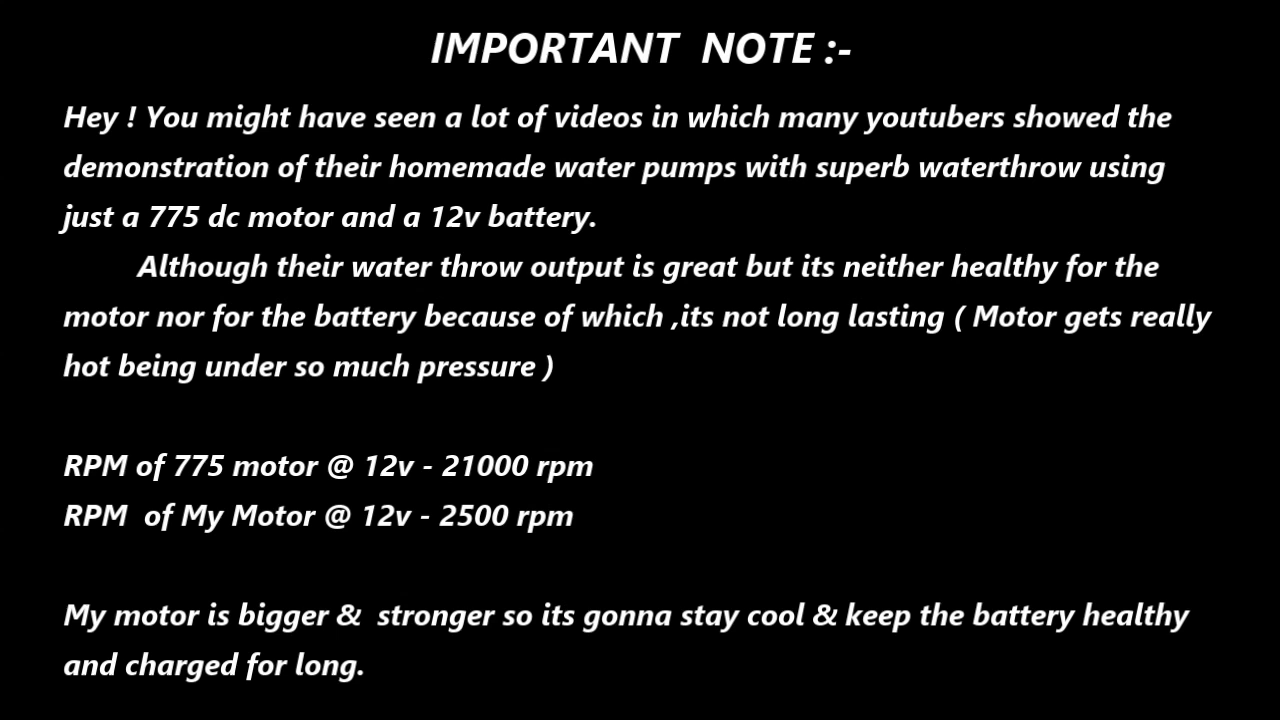 IMPORTANT NOTE :-
Hey ! You might have seen a lot of videos in which many youtubers showed the
demonstration of their homemade water pumps with superb waterthrow using
just a 775 dc motor and a 12v battery.
Although their water throw output is great but its neither healthy for the
motor nor for the battery because of which ,its not long lasting ( Motor gets really
hot being under so much pressure )
RPM of 775 motor @ 12v - 21000 rpm
RPM of My Motor @ 12v - 2500 rpm
My motor is bigger & stronger so its gonna stay cool & keep the battery healthy
and charged for long.